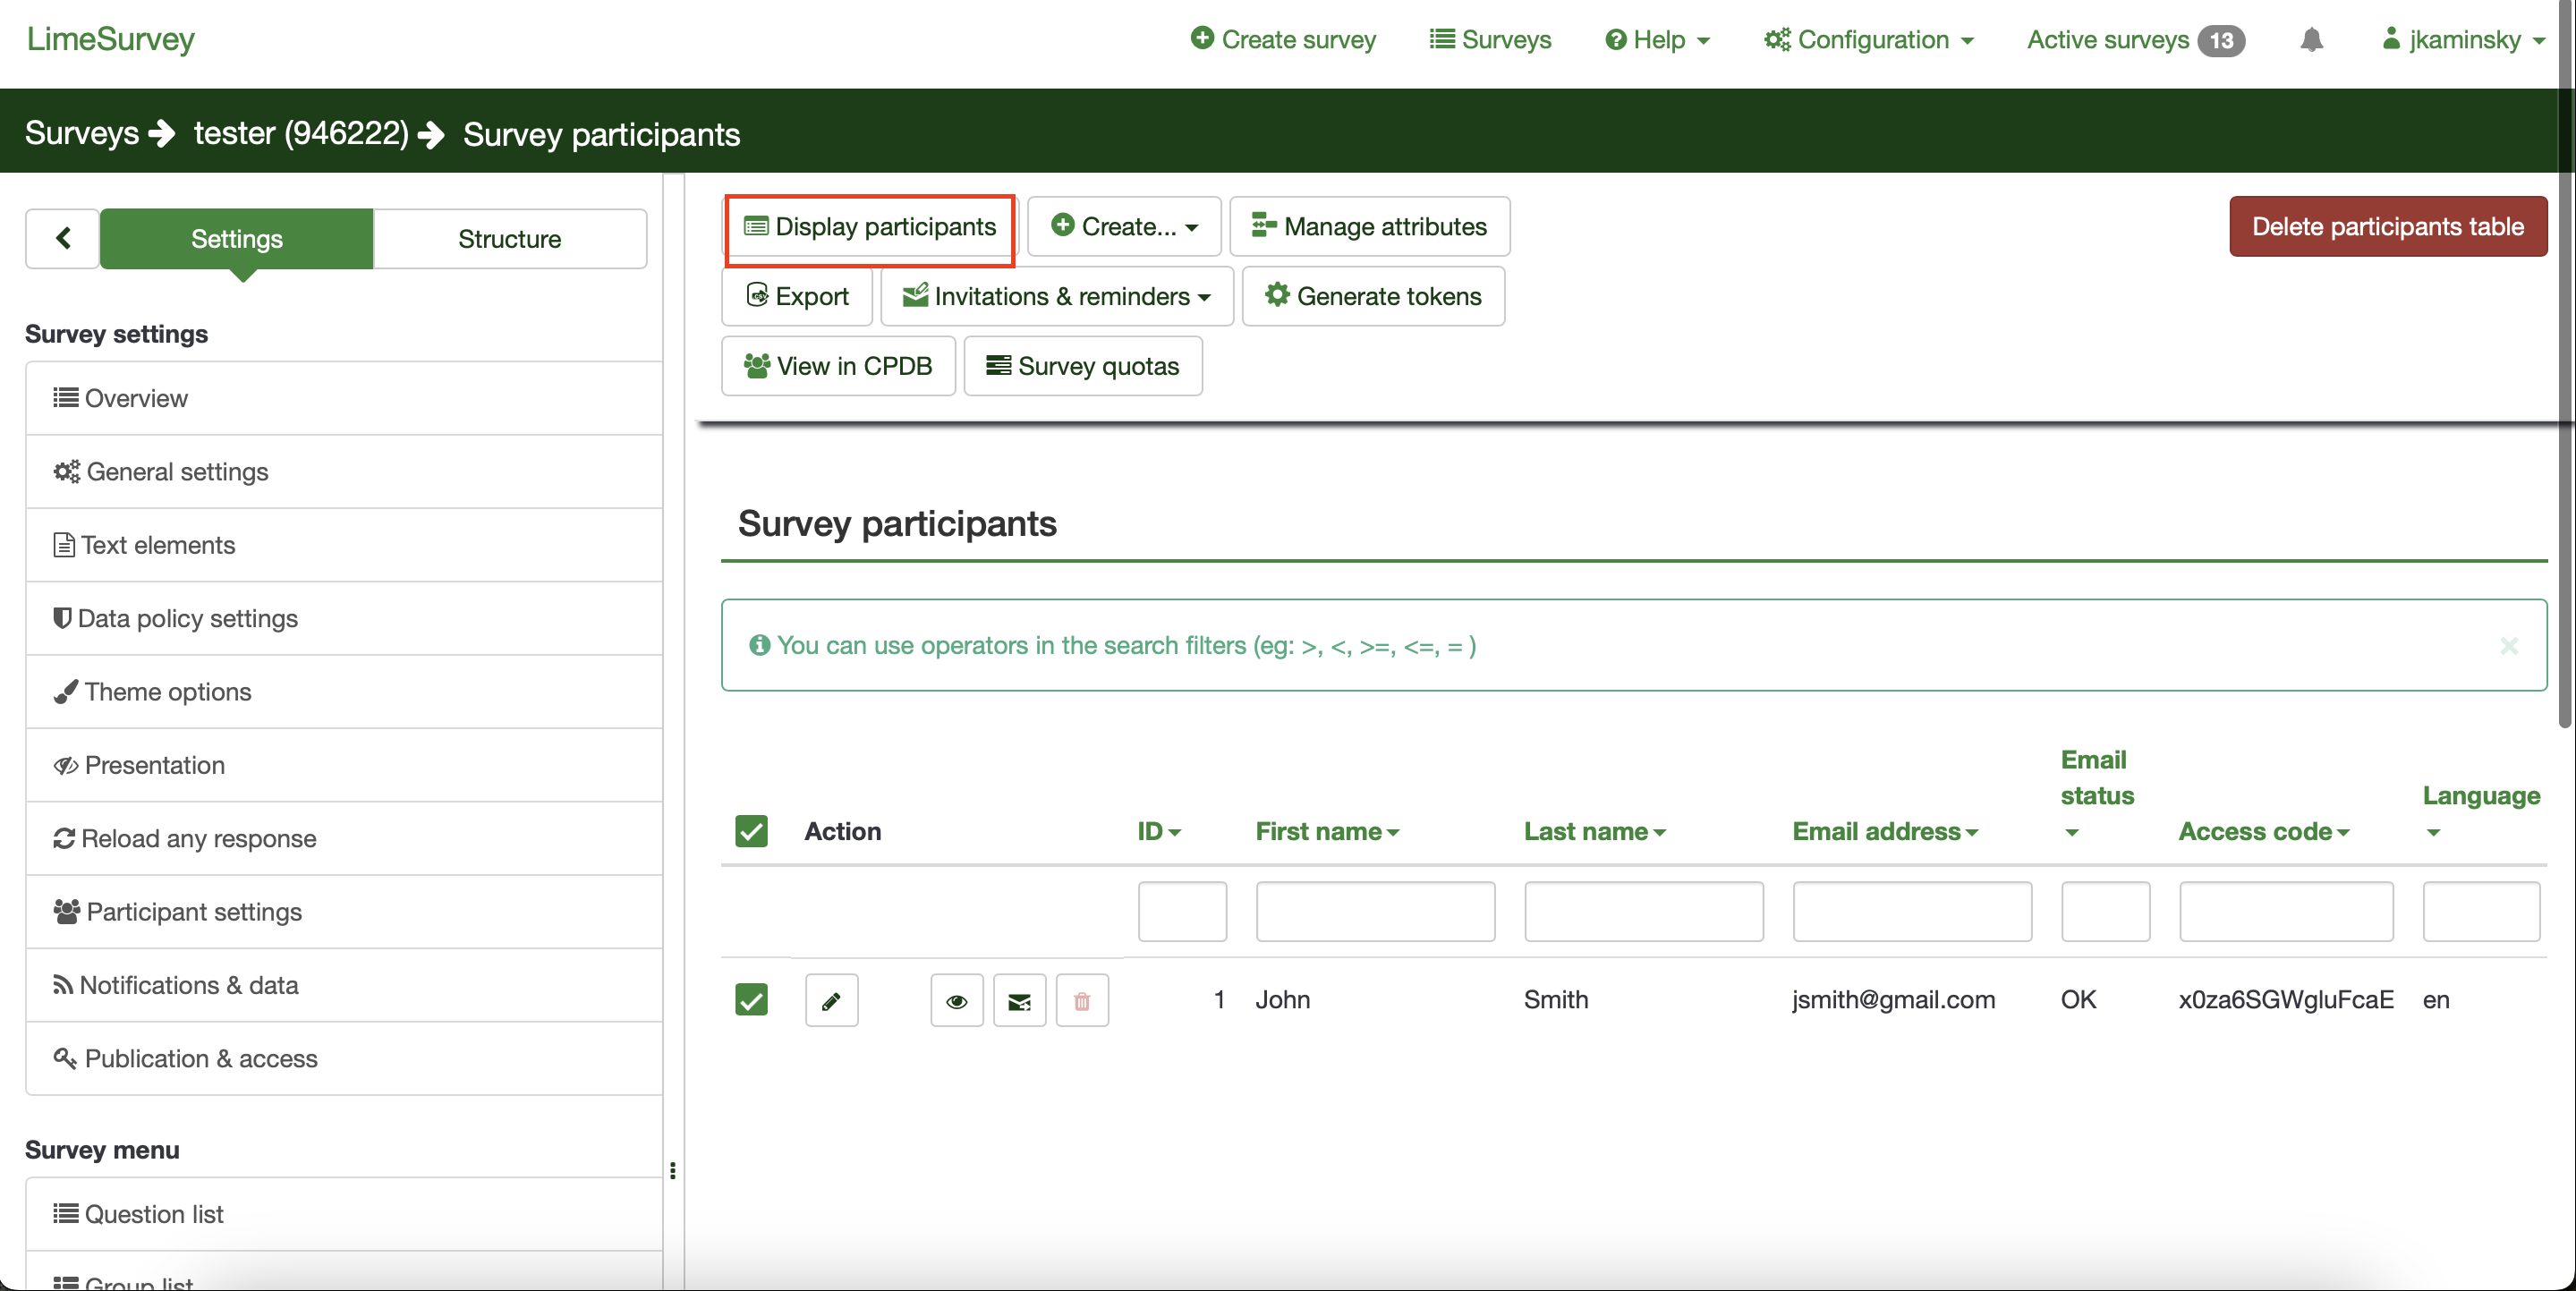 LimeSurvey
Create survey
Surveys
Help
Configuration
Active surveys 13
jkaminsky
Surveys tester (946222) Survey participants
Settings
Structure
Display participants
Create...
Manage attributes
Delete participants table
Export
Invitations & reminders
Generate tokens
View in CPDB
Survey quotas
Survey settings
Overview
General settings
Text elements
Data policy settings
Theme options
Presentation
Reload any response
Participant settings
Notifications & data
Publication & access
Survey menu
Question list
Group list
Survey participants
You can use operators in the search filters (eg: >, <, >=, <=, = )
Action
ID
First name
Last name
Email address
Email
status
Access code
Language
1 John Smith jsmith@gmail.com OK x0za6SGWgluFcaE en